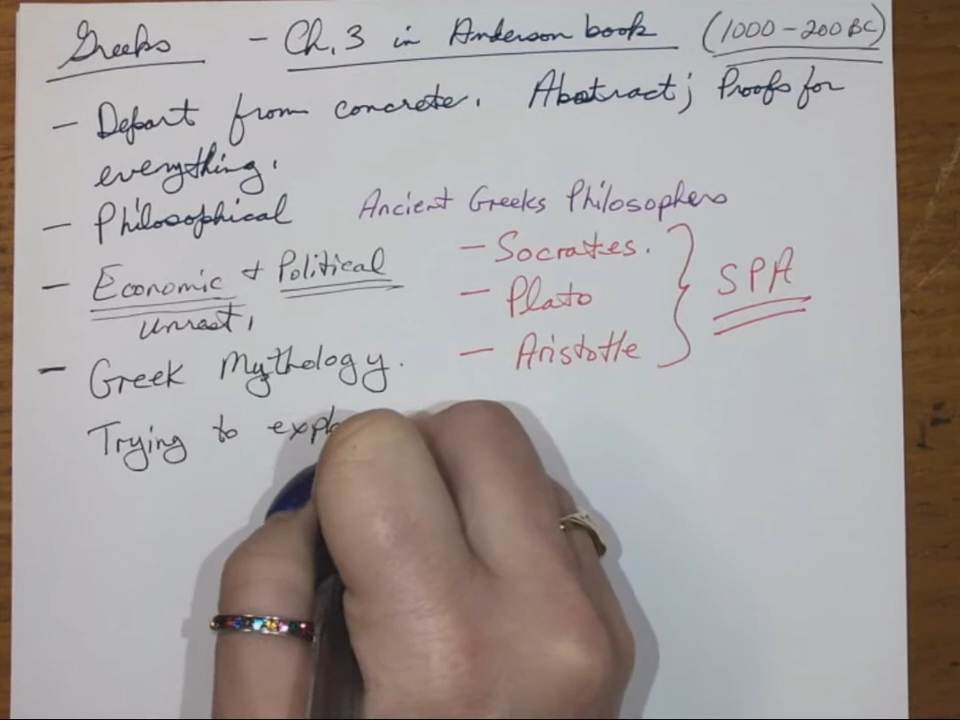 Greeks - Ch. 3 in Anderson book (1000-200 BC)
- Depart from concrete. Abstract; Proofs for
everything.
- Philosophical Ancient Greeks Philosophers
- Economic & Political
unrest,
- Socrates.
- Plato
- Aristotle
SPA
- Greek Mythology.
Trying to expla